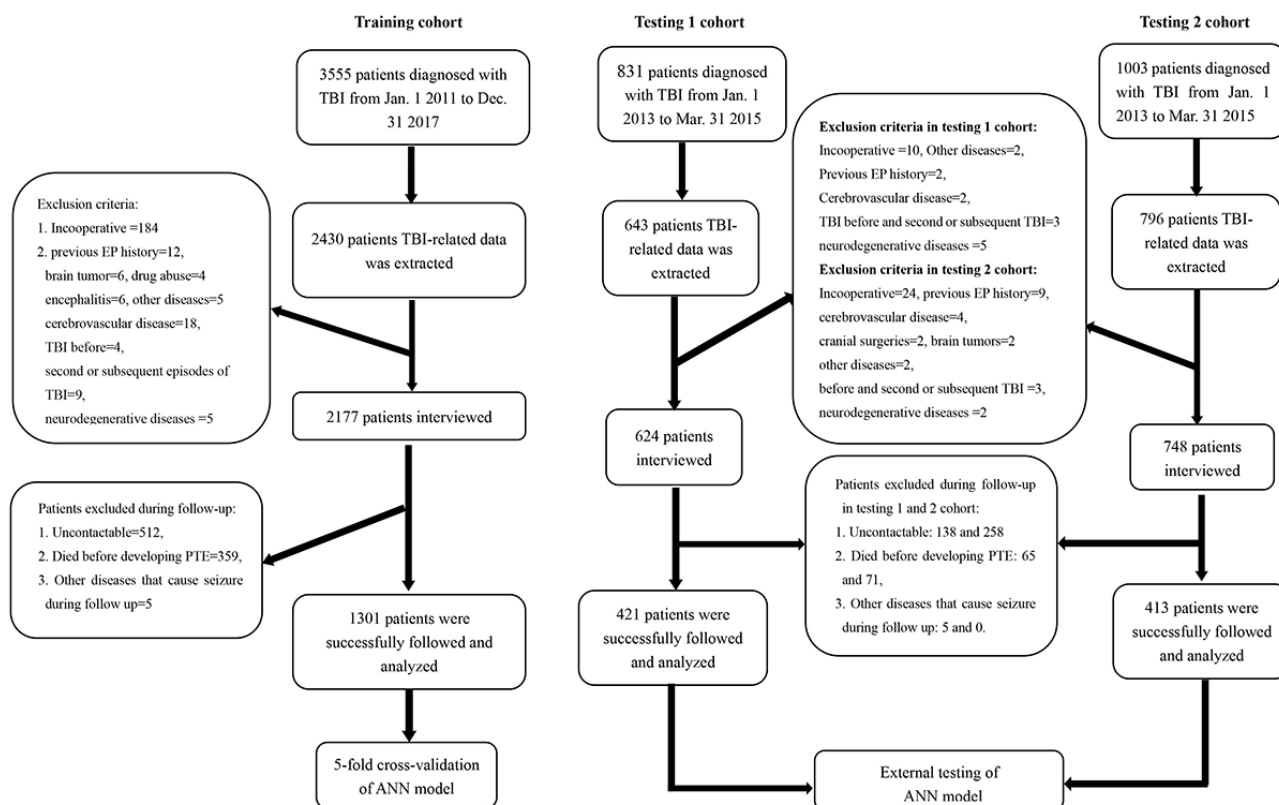 Training cohort
3555 patients diagnosed with
TBI from Jan. 1 2011 to Dec.
31 2017
Exclusion criteria:
1. Incooperative =184
2. previous EP history=12,
brain tumor=6, drug abuse=4
encephalitis=6, other diseases=5
cerebrovascular disease=18,
TBI before=4,
second or subsequent episodes of
TBI=9,
neurodegenerative diseases =5
2430 patients TBI-related data
was extracted
2177 patients interviewed
Patients excluded during follow-up:
1. Uncontactable=512,
2. Died before developing PTE=359,
3. Other diseases that cause seizure
during follow up=5
1301 patients were
successfully followed and
analyzed
5-fold cross-validation
of ANN model
Testing 1 cohort
831 patients diagnosed
with TBI from Jan. 1
2013 to Mar. 31 2015
643 patients TBI-
related data was
extracted
624 patients
interviewed
421 patients were
successfully followed
and analyzed
Exclusion criteria in testing 1 cohort:
Incooperative =10, Other diseases=2,
Previous EP history=2,
Cerebrovascular disease=2,
TBI before and second or subsequent TBI=3
neurodegenerative diseases =5
Exclusion criteria in testing 2 cohort:
Incooperative=24, previous EP history=9,
cerebrovascular disease=4,
cranial surgeries=2, brain tumors=2
other diseases=2,
before and second or subsequent TBI =3,
neurodegenerative diseases =2
Patients excluded during follow-up
in testing 1 and 2 cohort:
1. Uncontactable: 138 and 258
2. Died before developing PTE: 65
and 71,
3. Other diseases that cause seizure
during follow up: 5 and 0.
Testing 2 cohort
1003 patients diagnosed
with TBI from Jan. 1
2013 to Mar. 31 2015
796 patients TBI-
related data was
extracted
748 patients
interviewed
413 patients were
successfully followed
and analyzed
External testing of
ANN model